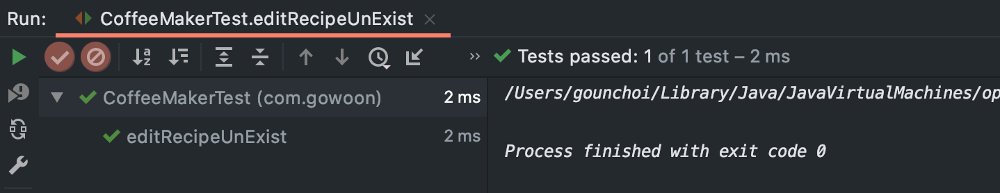 Run: CoffeeMakerTest.editRecipeUnExist
Tests passed: 1 of 1 test – 2 ms
CoffeeMakerTest (com.gowoon) 2 ms
/Users/gounchoi/Library/Java/JavaVirtualMachines/op
editRecipeUnExist 2 ms
Process finished with exit code 0